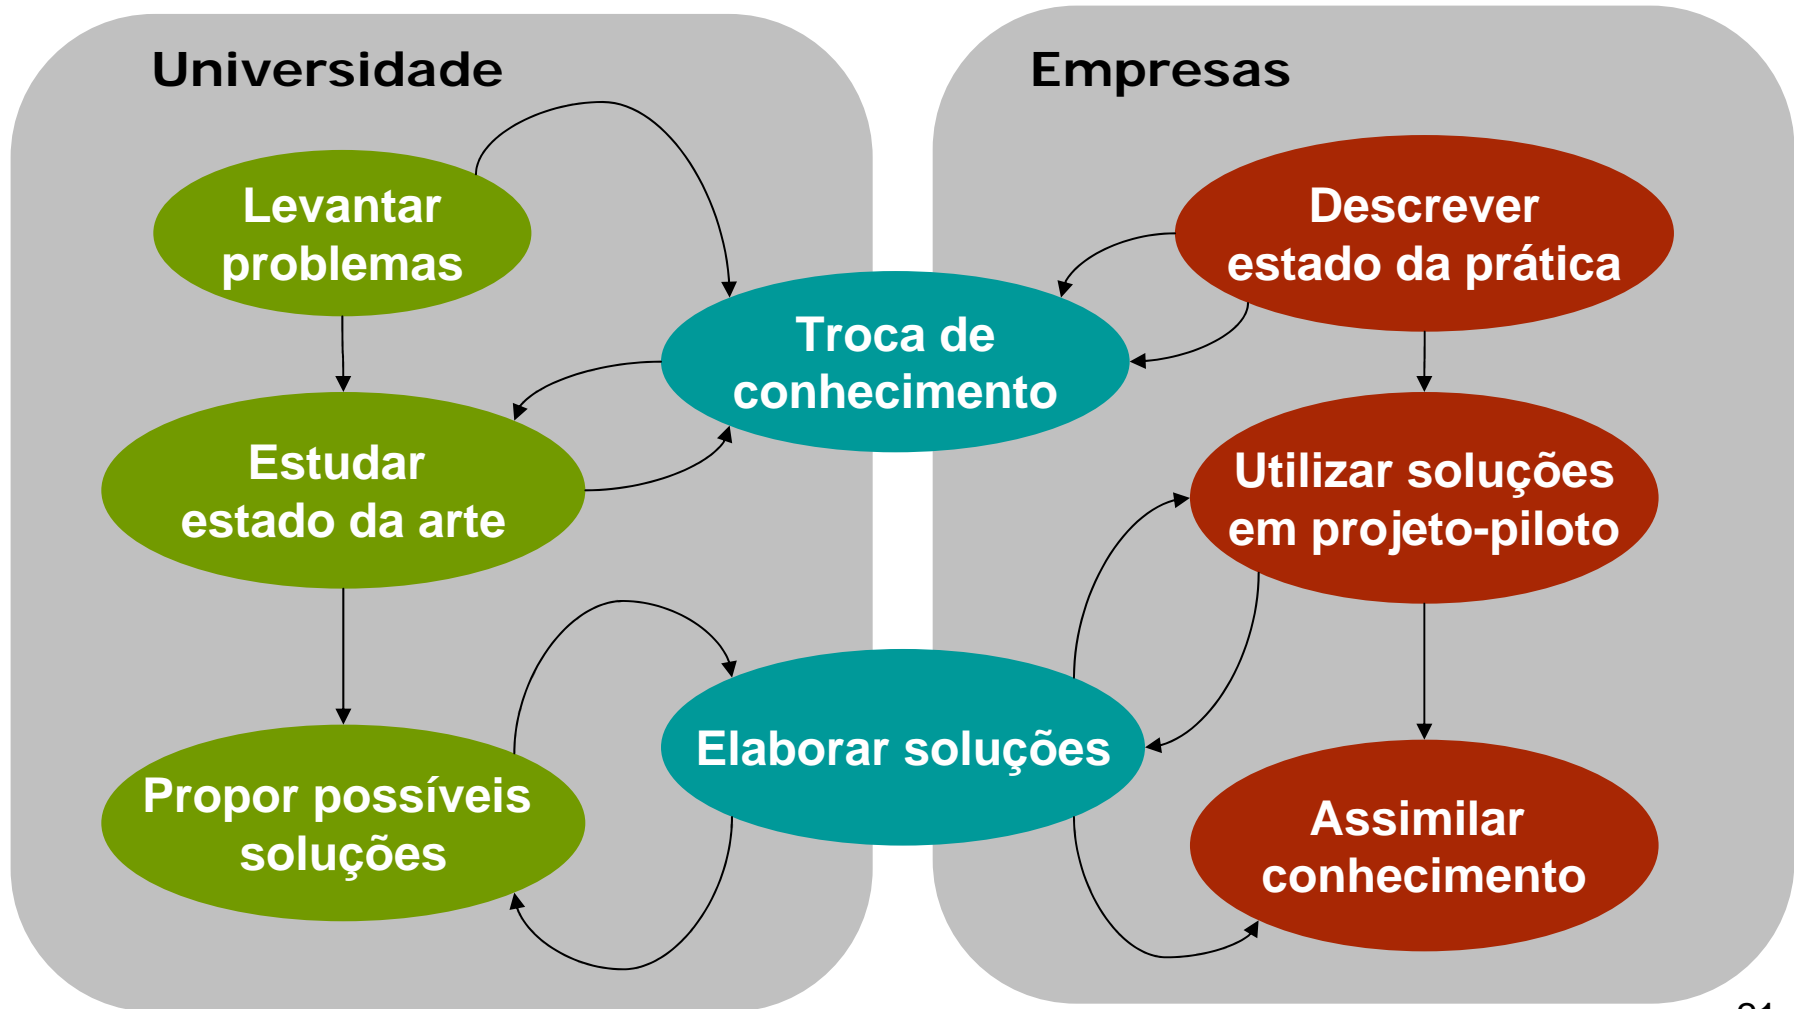 Universidade
Empresas
Levantar
problemas
Descrever
estado da prática
Troca de
conhecimento
Estudar
estado da arte
Utilizar soluções
em projeto-piloto
Elaborar soluções
Propor possíveis
soluções
Assimilar
conhecimento